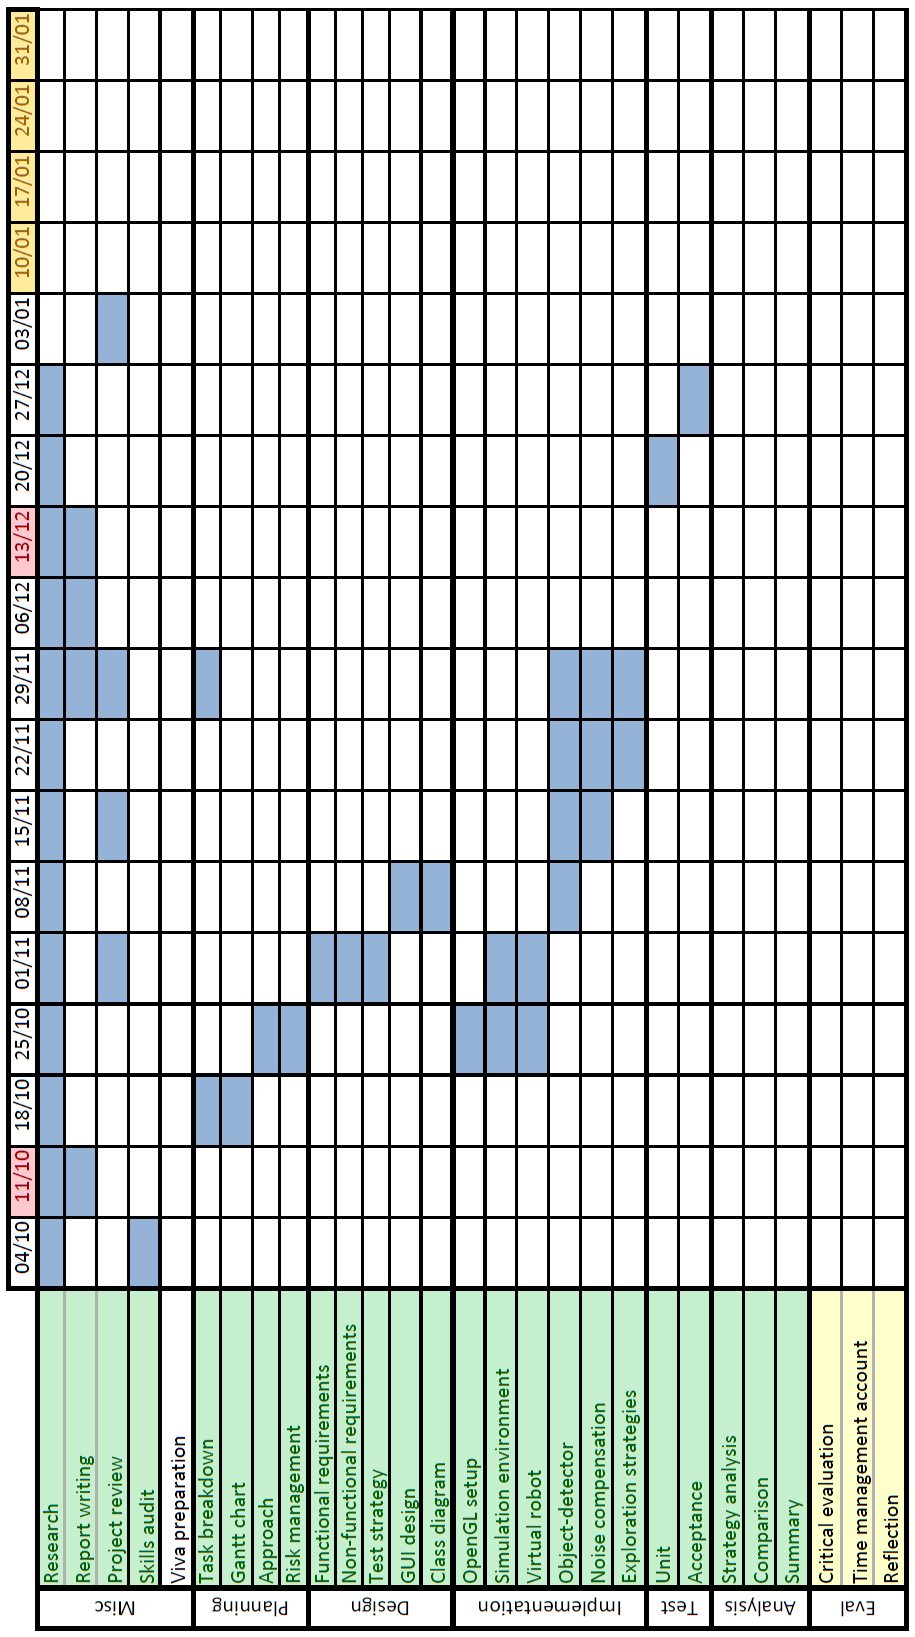 04/10 11/10 18/10 25/10 01/11 08/11 15/11 22/11 29/11 06/12 13/12 20/12 27/12 03/01 10/01 17/01 24/01 31/01
Misc
Research
Report writing
Project review
Skills audit
Viva preparation
Planning
Task breakdown
Gantt chart
Approach
Risk management
Design
Functional requirements
Non-functional requirements
Test strategy
GUI design
Class diagram
Implementation
OpenGL setup
Simulation environment
Virtual robot
Object-detector
Noise compensation
Exploration strategies
Test
Unit
Acceptance
Analysis
Strategy analysis
Comparison
Summary
Eval
Critical evaluation
Time management account
Reflection